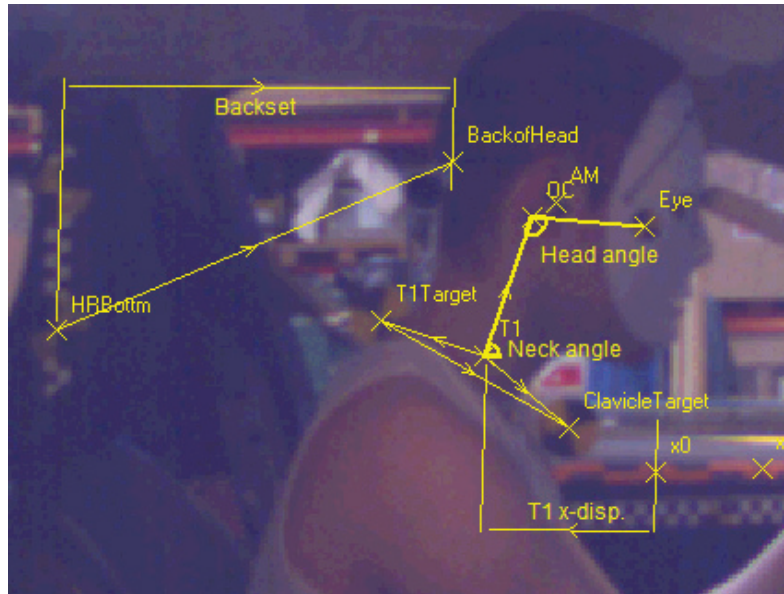 Backset
BackofHead
AM
OC
Eye
Head angle
HRBottm
T1Target
T1
Neck angle
ClavicleTarget
x0
x
T1 x-disp.